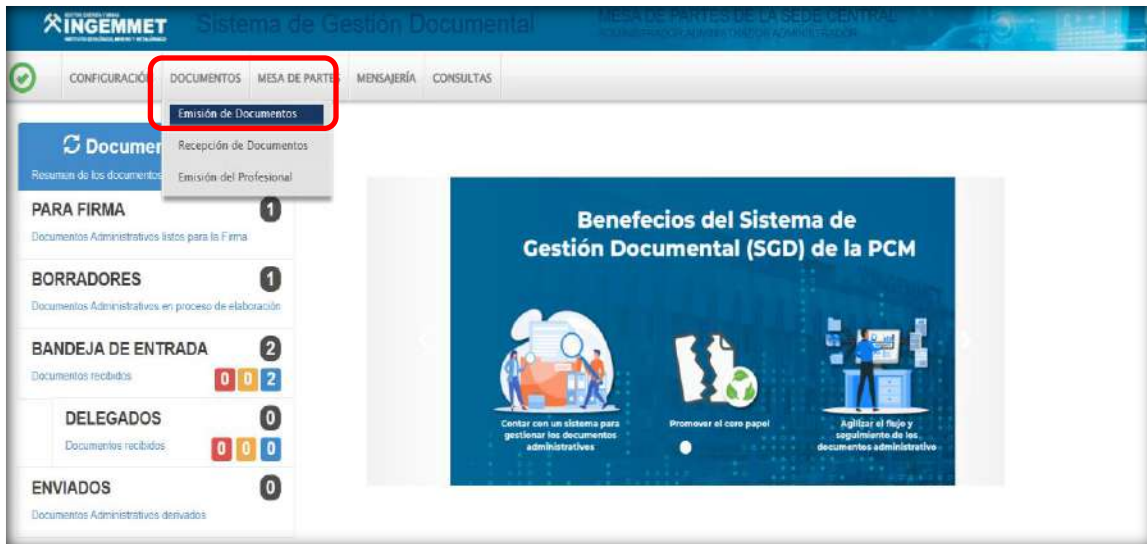 INGEMMET
Sistema de Gestión Documental
MESA DE PARTES DE LA SEDE CENTRAL
ADMINISTRADOR ADMINISTRADOR ADMINISTRADOR
CONFIGURACIÓN DOCUMENTOS MESA DE PARTES MENSAJERÍA CONSULTAS
Emisión de Documentos
Recepción de Documentos
Emisión del Profesional
Documen
Resumen de los documentos
PARA FIRMA 1
Documentos Administrativos listos para la Firma
BORRADORES 1
Documentos Administrativos en proceso de elaboración
BANDEJA DE ENTRADA 2
Documentos recibidos 0 0 2
DELEGADOS 0
Documentos recibidos 0 0 0
ENVIADOS 0
Documentos Administrativos derivados
Benefecios del Sistema de
Gestión Documental (SGD) de la PCM
Contar con un sistema para
gestionar los documentos
administrativos
Promover el cero papel
Agilizar el flujo y
seguimiento de los
documentos administrativo